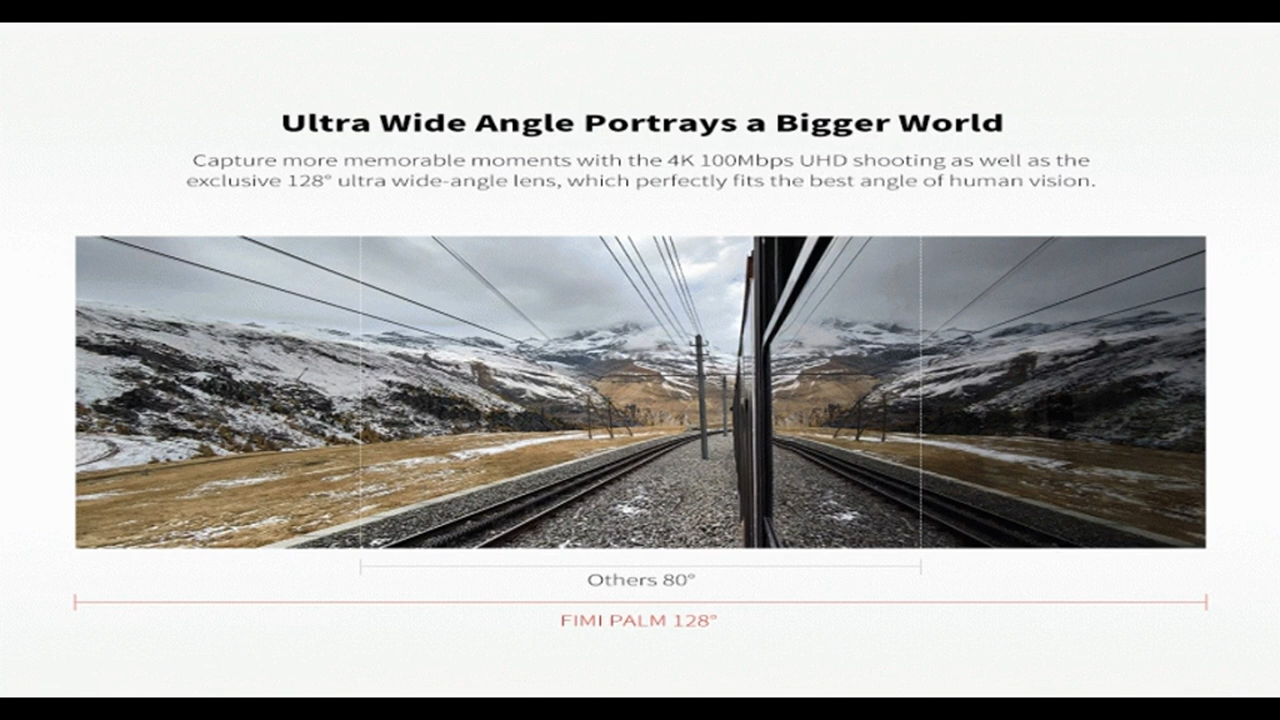 Ultra Wide Angle Portrays a Bigger World
Capture more memorable moments with the 4K 100Mbps UHD shooting as well as the
exclusive 128° ultra wide-angle lens, which perfectly fits the best angle of human vision.
Others 80°
FIMI PALM 128°